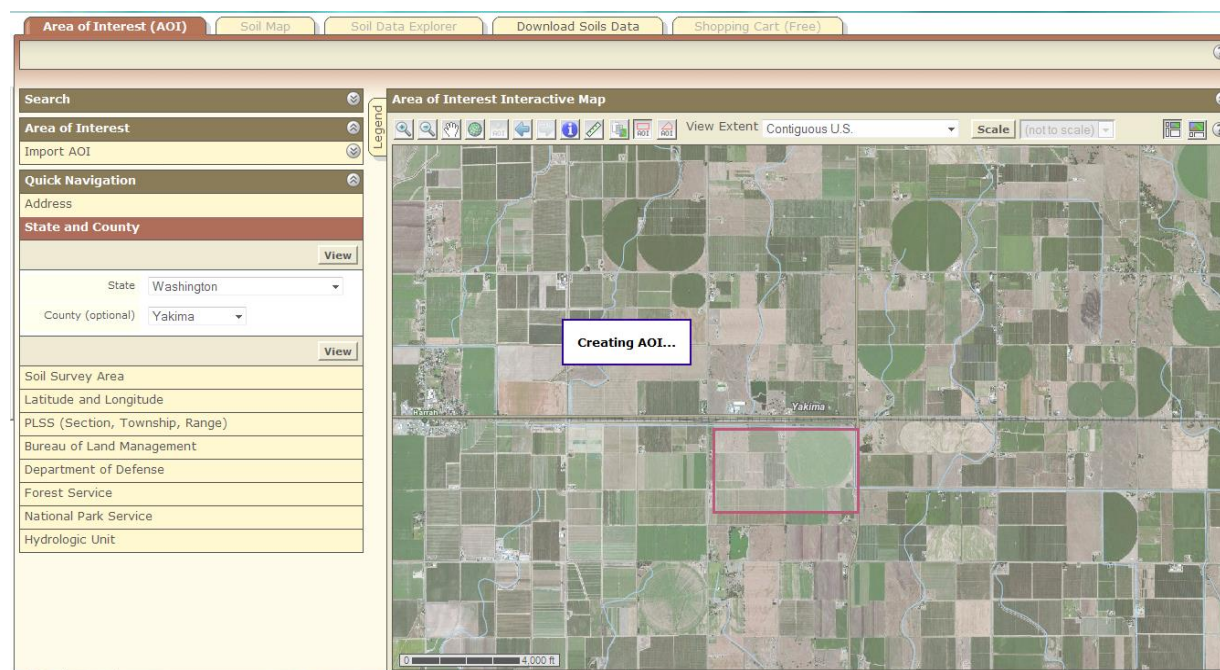 Area of Interest (AOI)
Soil Map
Soil Data Explorer
Download Soils Data
Shopping Cart (Free)
Search
Area of Interest
Import AOI
Quick Navigation
Address
State and County
View
State
Washington
County (optional)
Yakima
View
Soil Survey Area
Latitude and Longitude
PLSS (Section, Township, Range)
Bureau of Land Management
Department of Defense
Forest Service
National Park Service
Hydrologic Unit
Legend
Area of Interest Interactive Map
AOI
AOI
AOI
View Extent
Contiguous U.S.
Scale
(not to scale)
Creating AOI...
Harrah
Yakima
0
4,000 ft